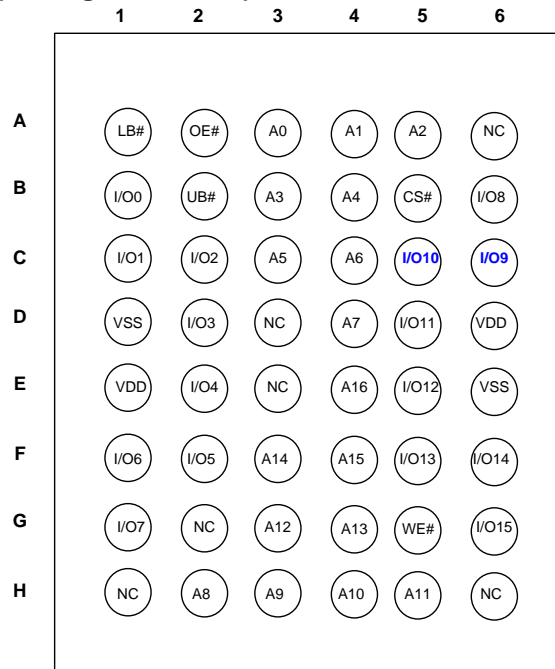 1 2 3 4 5 6
A LB# OE# A0 A1 A2 NC
B I/O0 UB# A3 A4 CS# I/O8
C I/O1 I/O2 A5 A6 I/O10 I/O9
D VSS I/O3 NC A7 I/O11 VDD
E VDD I/O4 NC A16 I/O12 VSS
F I/O6 I/O5 A14 A15 I/O13 I/O14
G I/O7 NC A12 A13 WE# I/O15
H NC A8 A9 A10 A11 NC